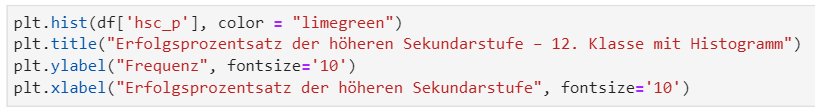 plt.hist(df['hsc_p'], color = "limegreen")
plt.title("Erfolgsprozentsatz der höheren Sekundarstufe – 12. Klasse mit Histogramm")
plt.ylabel("Frequenz", fontsize='10')
plt.xlabel("Erfolgsprozentsatz der höheren Sekundarstufe", fontsize='10')